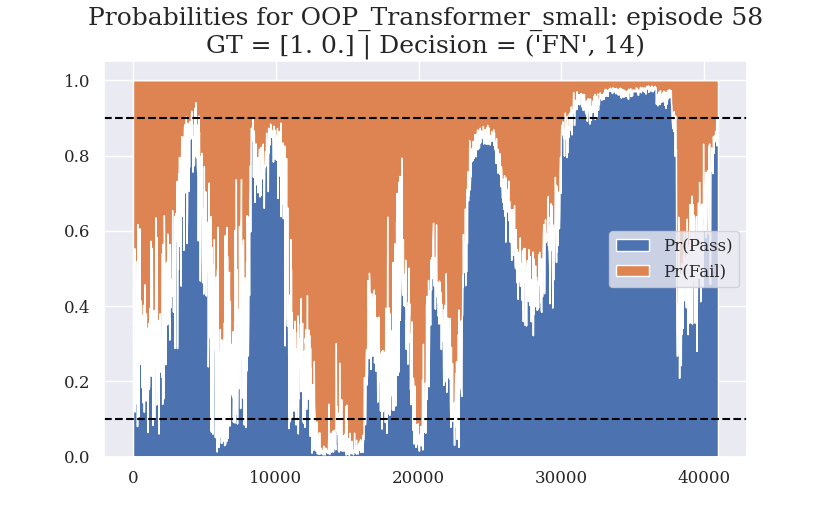 Probabilities for OOP_Transformer_small: episode 58
GT = [1. 0.] | Decision = ('FN', 14)
1.0
0.8
0.6
0.4
0.2
0.0
Pr(Pass)
Pr(Fail)
0 10000 20000 30000 40000